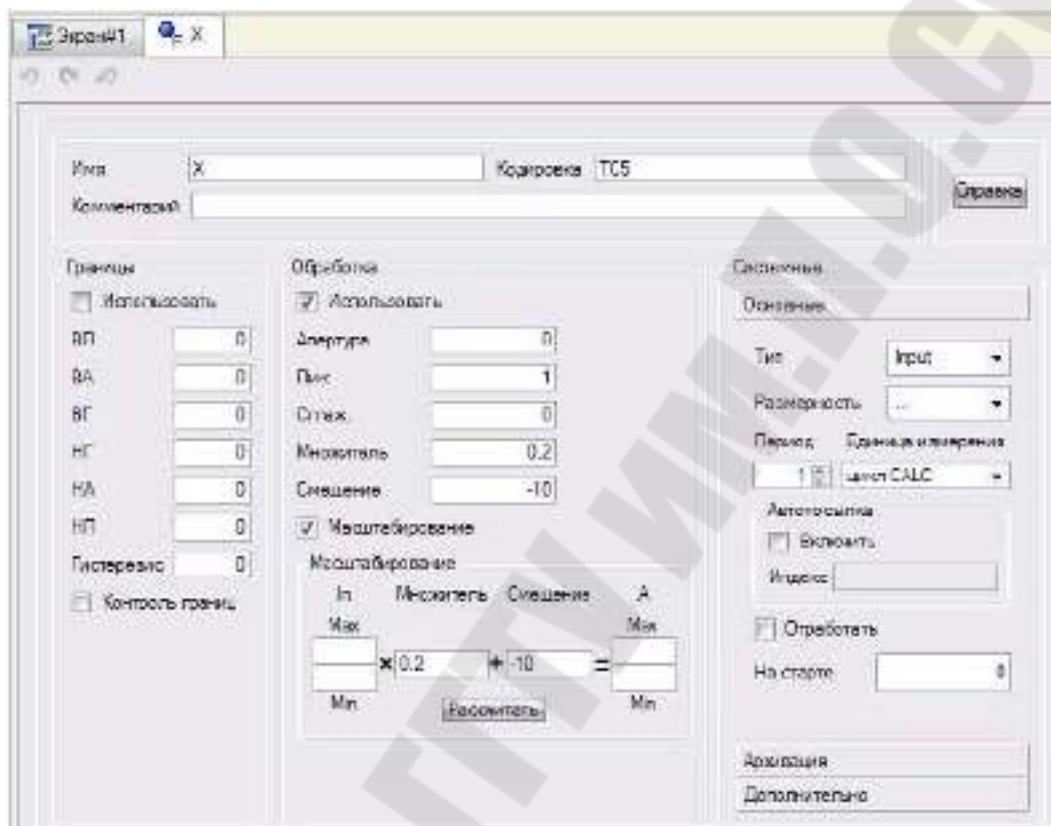 Экран#1 X
Имя X Кодировка TC5
Комментарий
Справка
Границы
Использовать
ВП 0
ВА 0
ВГ 0
НГ 0
НА 0
НП 0
Гистерезис 0
Контроль границ
Обработка
Использовать
Апертура 0
Пик 1
Сглаж. 0
Множитель 0.2
Смещение -10
Масштабирование
Масштабирование
In Множитель Смещение A
Max Max
× 0.2 + -10 =
Min Min
Рассчитать
Системные
Основные
Тип Input
Размерность ...
Период Единица измерения
1 цикл CALC
Автопосылка
Включить
Индекс
Отработать
На старте 0
Архивация
Дополнительно